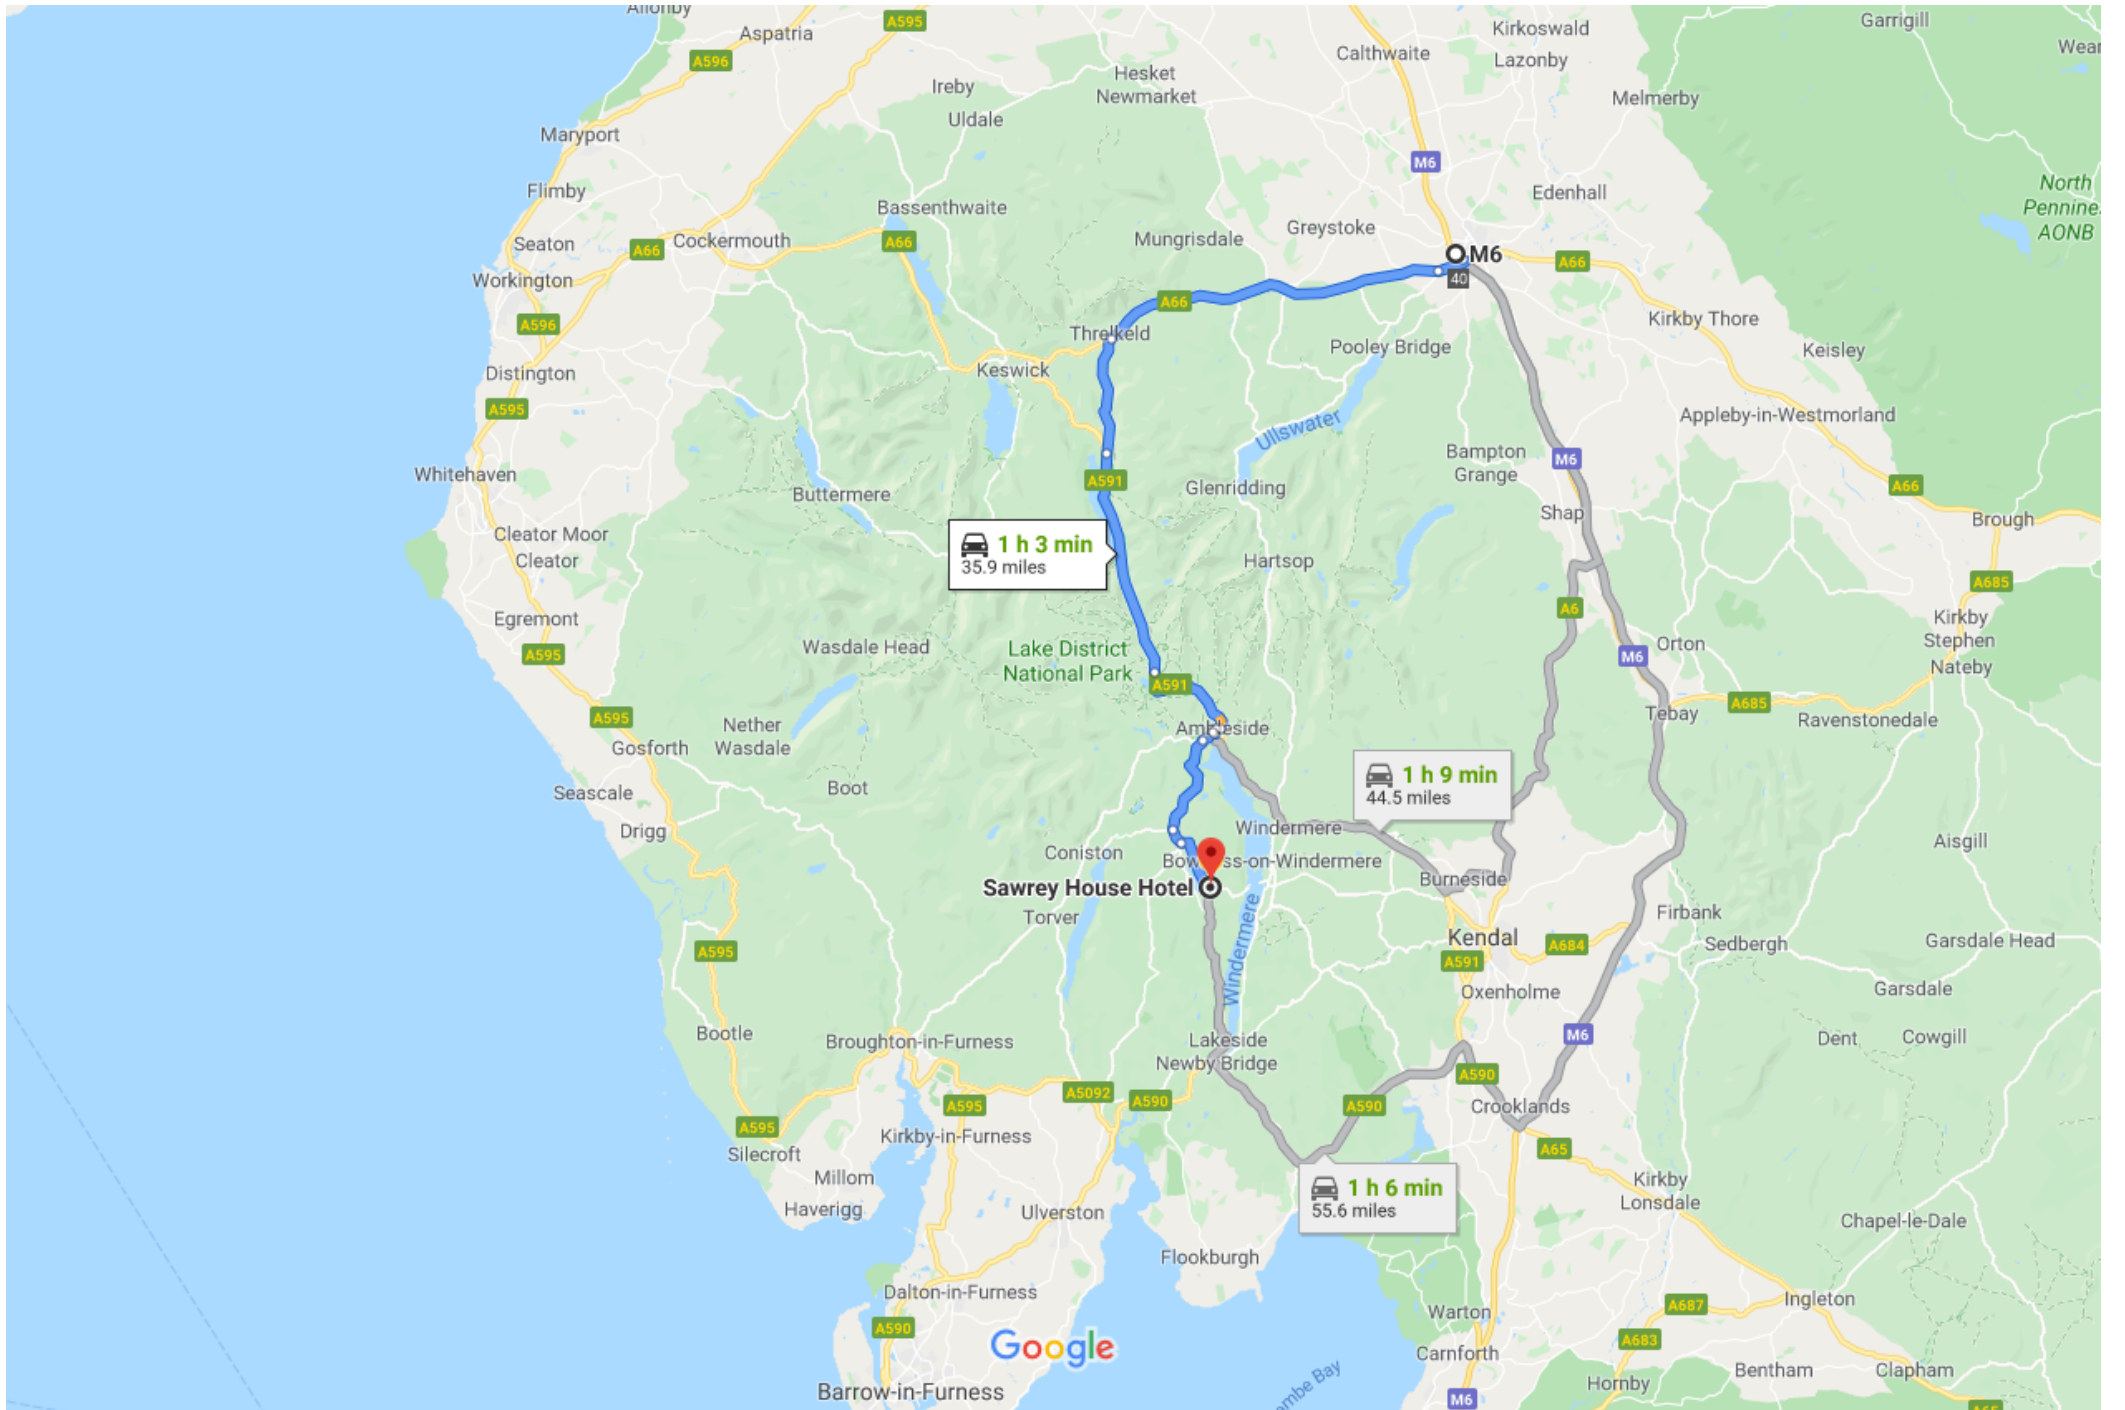 Allonby
Aspatria
A595
A596
Calthwaite
Kirkoswald
Lazonby
Garrigill
Ireby
Hesket
Newmarket
Melmerby
Uldale
Maryport
M6
Flimby
Edenhall
North
Pennine
AONB
Bassenthwaite
Greystoke
Seaton
A66
Cockermouth
A66
Mungrisdale
M6
40
A66
Workington
A66
A596
Threlkeld
Kirkby Thore
Pooley Bridge
Keisley
Distington
Keswick
A595
Appleby-in-Westmorland
Ullswater
Whitehaven
A591
Bampton
Grange
M6
Buttermere
Glenridding
A66
Shap
Brough
Cleator Moor
Cleator
1 h 3 min
35.9 miles
Hartsop
A685
Egremont
A6
Kirkby
Stephen
Nateby
A595
Wasdale Head
Lake District
National Park
Orton
M6
A591
A595
Tebay
A685
Ravenstonedale
Nether
Wasdale
Gosforth
Ambleside
Seascale
Boot
1 h 9 min
44.5 miles
Drigg
Windermere
Aisgill
Coniston
Bowness-on-Windermere
Burneside
Sawrey House Hotel
Torver
Firbank
Windermere
Kendal
A684
Sedbergh
Garsdale Head
A595
A591
Oxenholme
Garsdale
Bootle
Broughton-in-Furness
Lakeside
Newby Bridge
M6
Dent
Cowgill
A590
A5092
A590
A595
A590
Crooklands
A595
Kirkby-in-Furness
A65
Silecroft
Millom
1 h 6 min
55.6 miles
Kirkby
Lonsdale
Haverigg
Ulverston
Chapel-le-Dale
Flookburgh
Dalton-in-Furness
Warton
A687
Ingleton
A590
Google
A683
Carnforth
Bentham
Clapham
Barrow-in-Furness
M6
Hornby
ambe Bay
A65